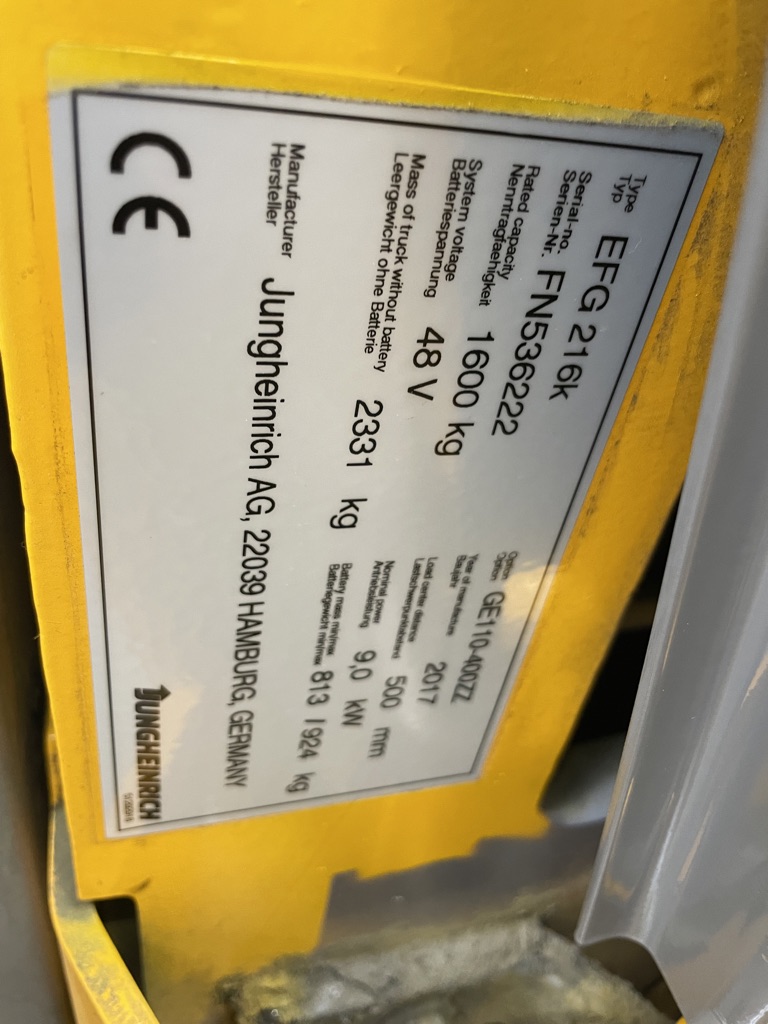 Type
Typ EFG 216k
Option
Option GE110-400ZZ
Serial-no.
Serien-Nr. FN536222
Year of manufacture
Baujahr 2017
Rated capacity
Nenntragfaehigkeit 1600 kg
Load center distance
Lastschwerpunktabstand 500 mm
System voltage
Batteriespannung 48 V
Nominal power
Antriebsleistung 9,0 kW
Mass of truck without battery
Leergewicht ohne Batterie 2331 kg
Battery mass min/max
Batteriegewicht min/max 813 / 924 kg
Manufacturer
Hersteller Jungheinrich AG, 22039 HAMBURG, GERMANY
CE
JUNGHEINRICH